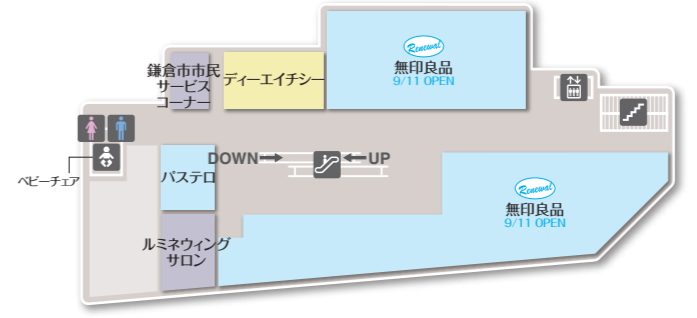 Renewal
無印良品
9/11 OPEN
鎌倉市市民
サービス
コーナー
ディーエイチシー
DOWN
UP
ベビーチェア
パステロ
Renewal
無印良品
9/11 OPEN
ルミネウィング
サロン